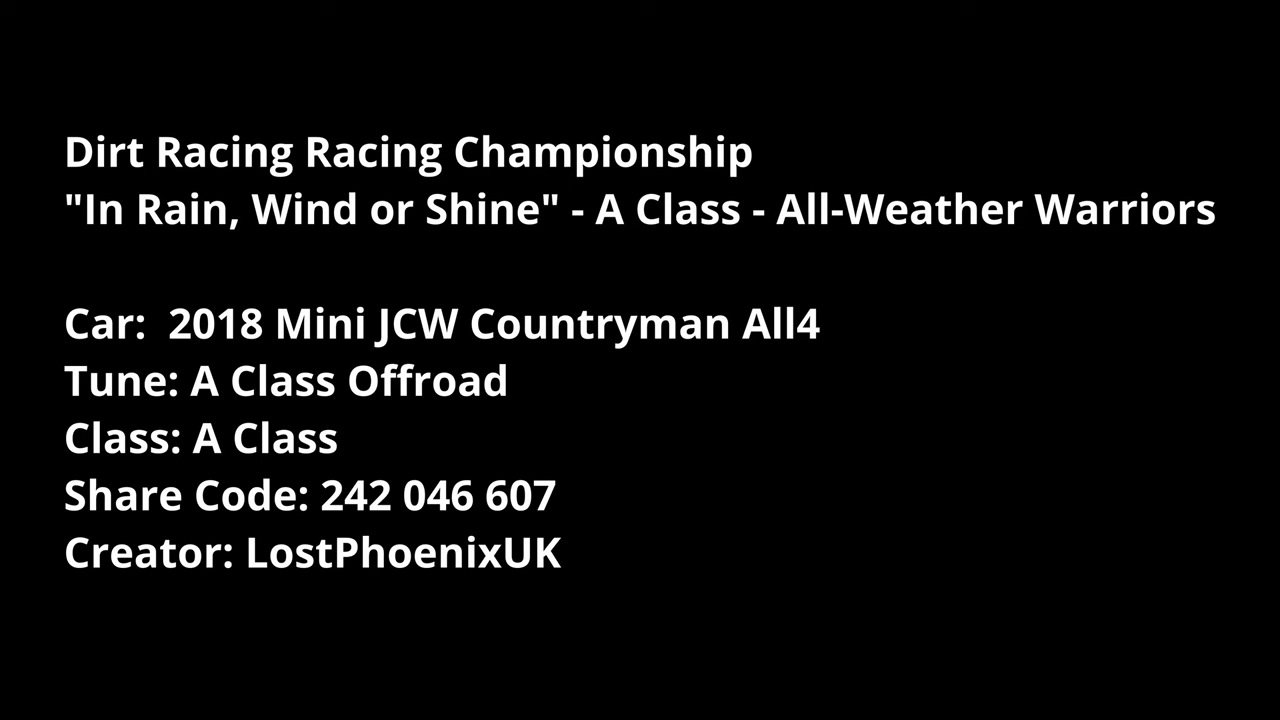 Dirt Racing Racing Championship
"In Rain, Wind or Shine" - A Class - All-Weather Warriors
Car:  2018 Mini JCW Countryman All4
Tune: A Class Offroad
Class: A Class
Share Code: 242 046 607
Creator: LostPhoenixUK